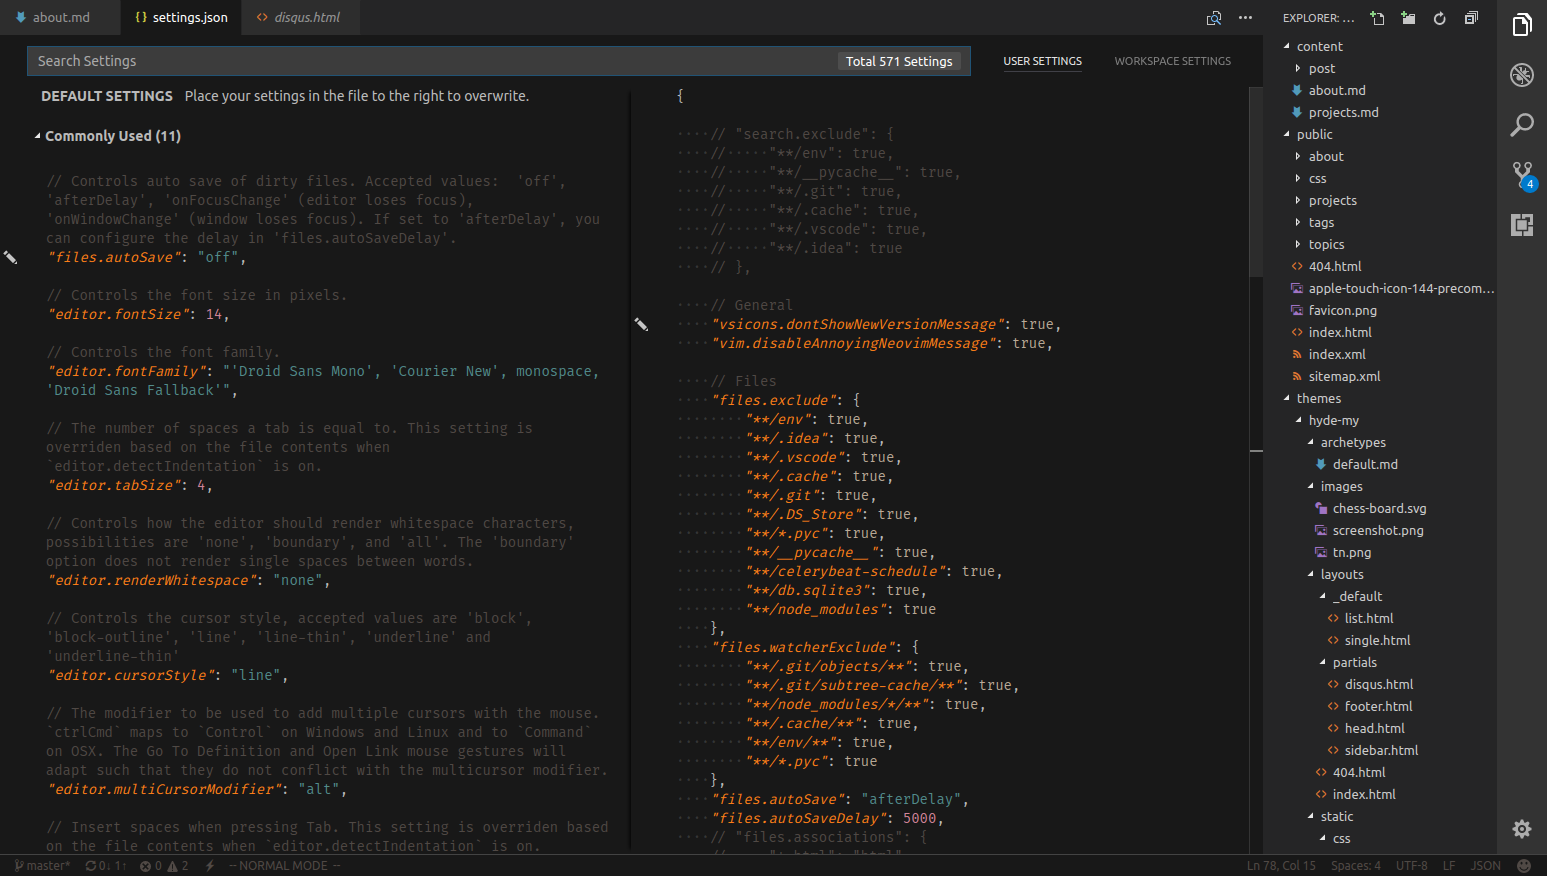 about.md
{ } settings.json
<> disqus.html
Search Settings
Total 571 Settings
USER SETTINGS
WORKSPACE SETTINGS
DEFAULT SETTINGS Place your settings in the file to the right to overwrite.
Commonly Used (11)
// Controls auto save of dirty files. Accepted values:  'off',
'afterDelay', 'onFocusChange' (editor loses focus),
'onWindowChange' (window loses focus). If set to 'afterDelay', you
can configure the delay in 'files.autoSaveDelay'.
"files.autoSave": "off",
// Controls the font size in pixels.
"editor.fontSize": 14,
// Controls the font family.
"editor.fontFamily": "'Droid Sans Mono', 'Courier New', monospace,
'Droid Sans Fallback'",
// The number of spaces a tab is equal to. This setting is
overriden based on the file contents when
`editor.detectIndentation` is on.
"editor.tabSize": 4,
// Controls how the editor should render whitespace characters,
possibilities are 'none', 'boundary', and 'all'. The 'boundary'
option does not render single spaces between words.
"editor.renderWhitespace": "none",
// Controls the cursor style, accepted values are 'block',
'block-outline', 'line', 'line-thin', 'underline' and
'underline-thin'
"editor.cursorStyle": "line",
// The modifier to be used to add multiple cursors with the mouse.
`ctrlCmd` maps to `Control` on Windows and Linux and to `Command`
on OSX. The Go To Definition and Open Link mouse gestures will
adapt such that they do not conflict with the multicursor modifier.
"editor.multiCursorModifier": "alt",
// Insert spaces when pressing Tab. This setting is overriden based
on the file contents when `editor.detectIndentation` is on.
{
// "search.exclude": {
//     "**/env": true,
//     "**/__pycache__": true,
//     "**/.git": true,
//     "**/.cache": true,
//     "**/.vscode": true,
//     "**/.idea": true
// },
// General
"vsicons.dontShowNewVersionMessage": true,
"vim.disableAnnoyingNeovimMessage": true,
// Files
"files.exclude": {
"**/env": true,
"**/.idea": true,
"**/.vscode": true,
"**/.cache": true,
"**/.git": true,
"**/.DS_Store": true,
"**/*.pyc": true,
"**/__pycache__": true,
"**/celerybeat-schedule": true,
"**/db.sqlite3": true,
"**/node_modules": true
},
"files.watcherExclude": {
"**/.git/objects/**": true,
"**/.git/subtree-cache/**": true,
"**/node_modules/*/**": true,
"**/.cache/**": true,
"**/env/**": true,
"**/*.pyc": true
},
"files.autoSave": "afterDelay",
"files.autoSaveDelay": 5000,
// "files.associations": {
EXPLORER: ...
content
post
about.md
projects.md
public
about
css
projects
tags
topics
404.html
apple-touch-icon-144-precom...
favicon.png
index.html
index.xml
sitemap.xml
themes
hyde-my
archetypes
default.md
images
chess-board.svg
screenshot.png
tn.png
layouts
_default
list.html
single.html
partials
disqus.html
footer.html
head.html
sidebar.html
404.html
index.html
static
css
4
master* 0↓ 1↑ 0 2 -- NORMAL MODE --
Ln 78, Col 15 Spaces: 4 UTF-8 LF JSON